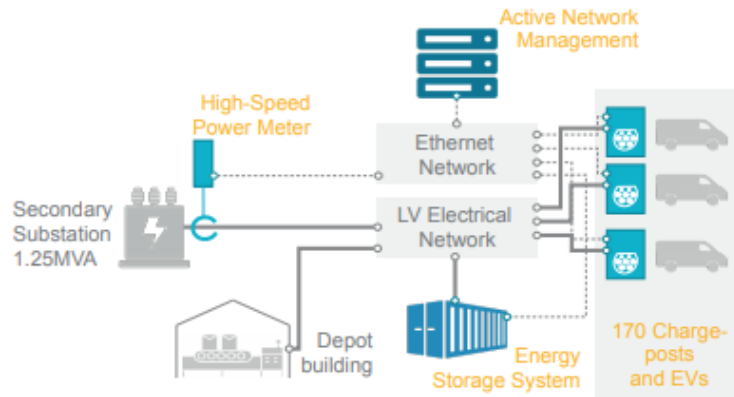 Active Network
Management
High-Speed
Power Meter
Ethernet
Network
Secondary
Substation
1.25MVA
LV Electrical
Network
Depot
building
Energy
Storage System
170 Charge-
posts
and EVs